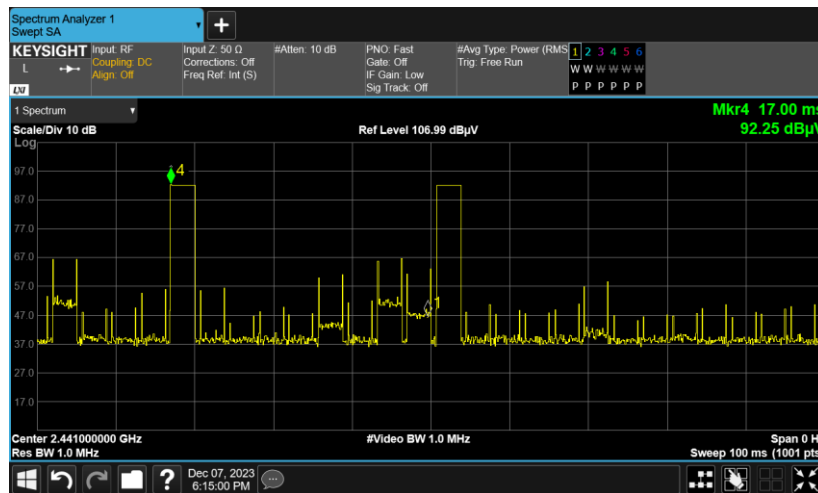 Spectrum Analyzer 1
Swept SA
+
KEYSIGHT Input: RF Input Z: 50 Ω #Atten: 10 dB PNO: Fast #Avg Type: Power (RMS 1 2 3 4 5 6
L Coupling: DC Corrections: Off Gate: Off Trig: Free Run
Align: Off Freq Ref: Int (S) IF Gain: Low W W W W W W
LXI Sig Track: Off P P P P P P
1 Spectrum Mkr4 17.00 ms
Scale/Div 10 dB Ref Level 106.99 dBµV 92.25 dBµV
Log
4
97.0
87.0
77.0
67.0
57.0
1
47.0
37.0
27.0
17.0
Center 2.441000000 GHz #Video BW 1.0 MHz Span 0 H
Res BW 1.0 MHz Sweep 100 ms (1001 pts
? Dec 07, 2023
6:15:00 PM